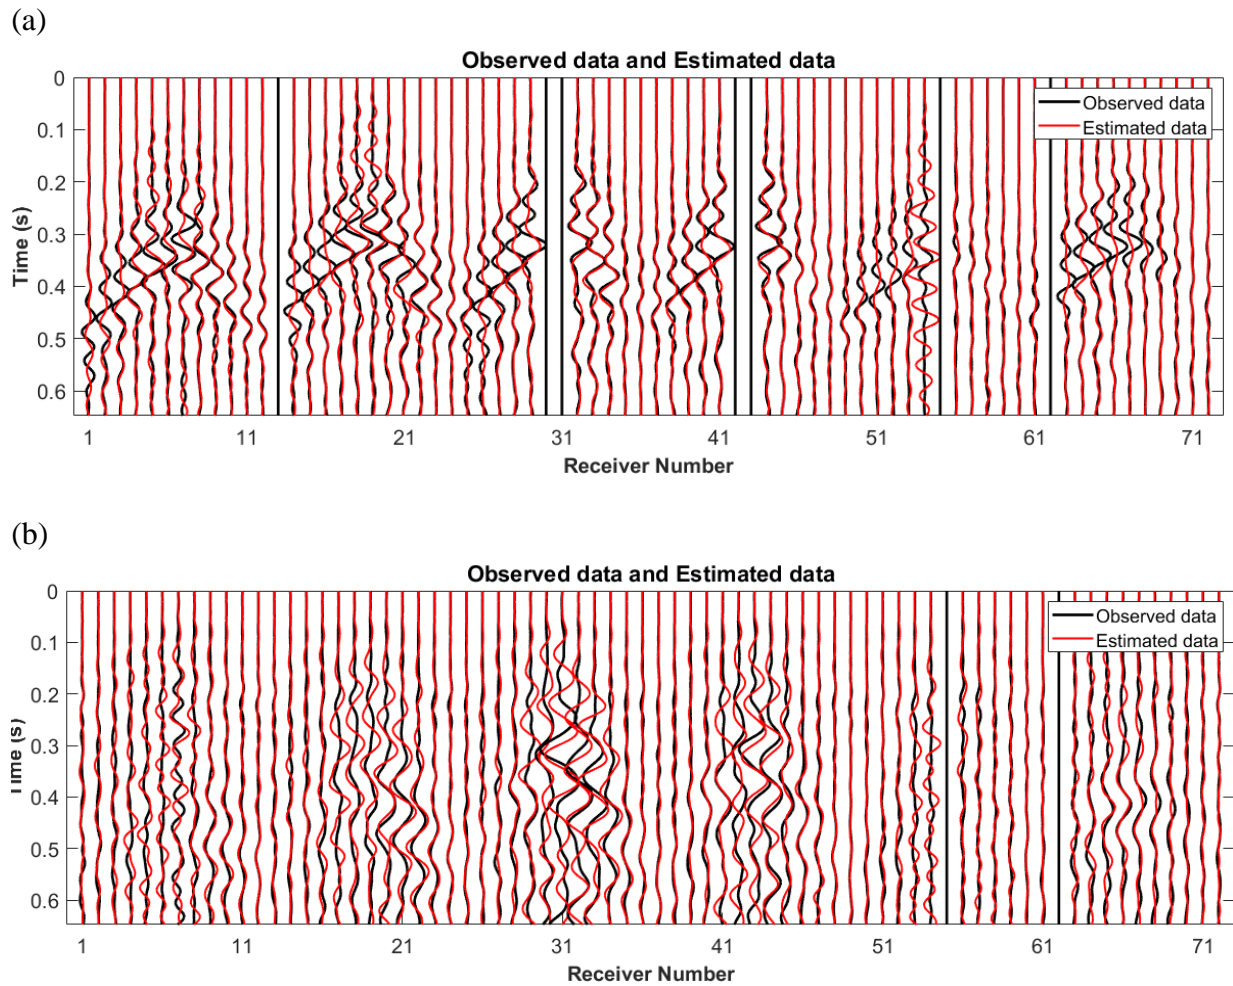 (a)
Observed data and Estimated data
0
0.1
0.2
0.3
0.4
0.5
0.6
Time (s)
Observed data
Estimated data
1 11 21 31 41 51 61 71
Receiver Number
(b)
Observed data and Estimated data
0
0.1
0.2
0.3
0.4
0.5
0.6
Time (s)
Observed data
Estimated data
1 11 21 31 41 51 61 71
Receiver Number